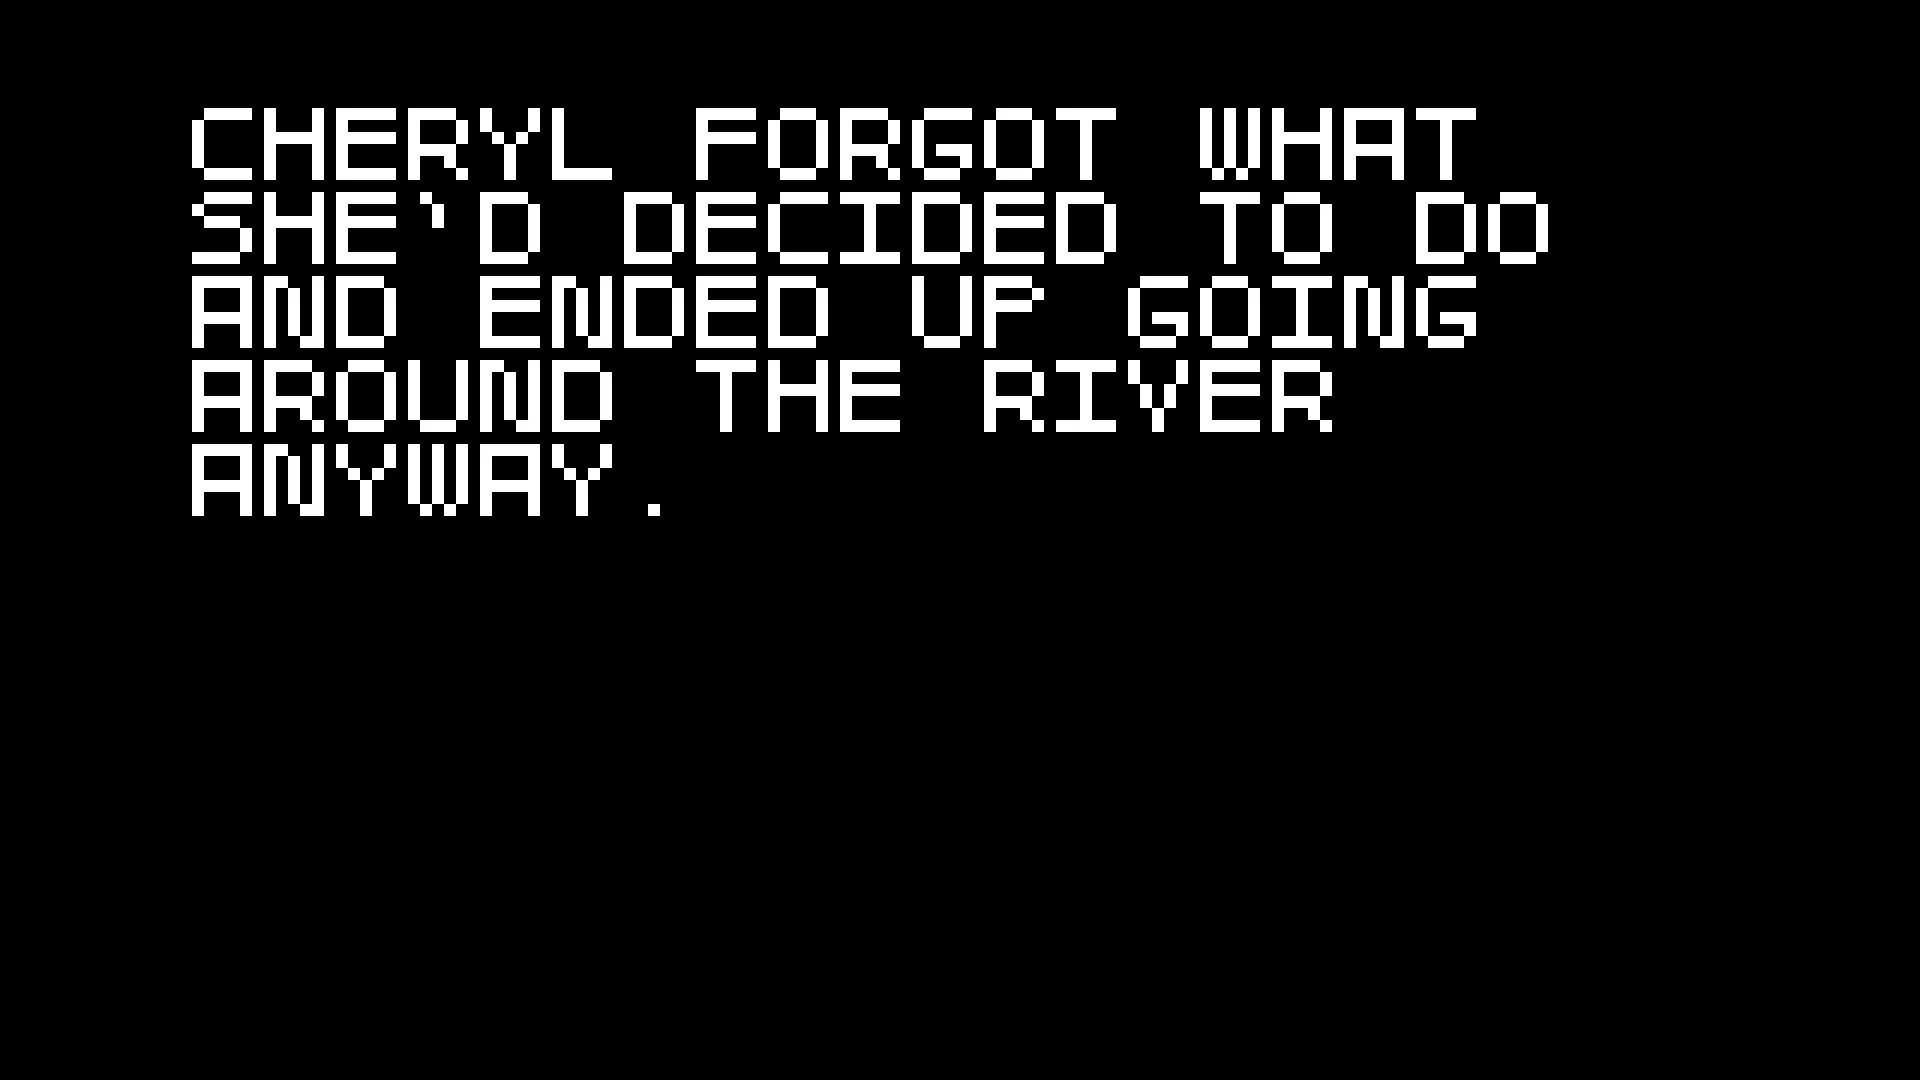 CHERYL FORGOT WHAT
SHE'D DECIDED TO DO
AND ENDED UP GOING
AROUND THE RIVER
ANYWAY.